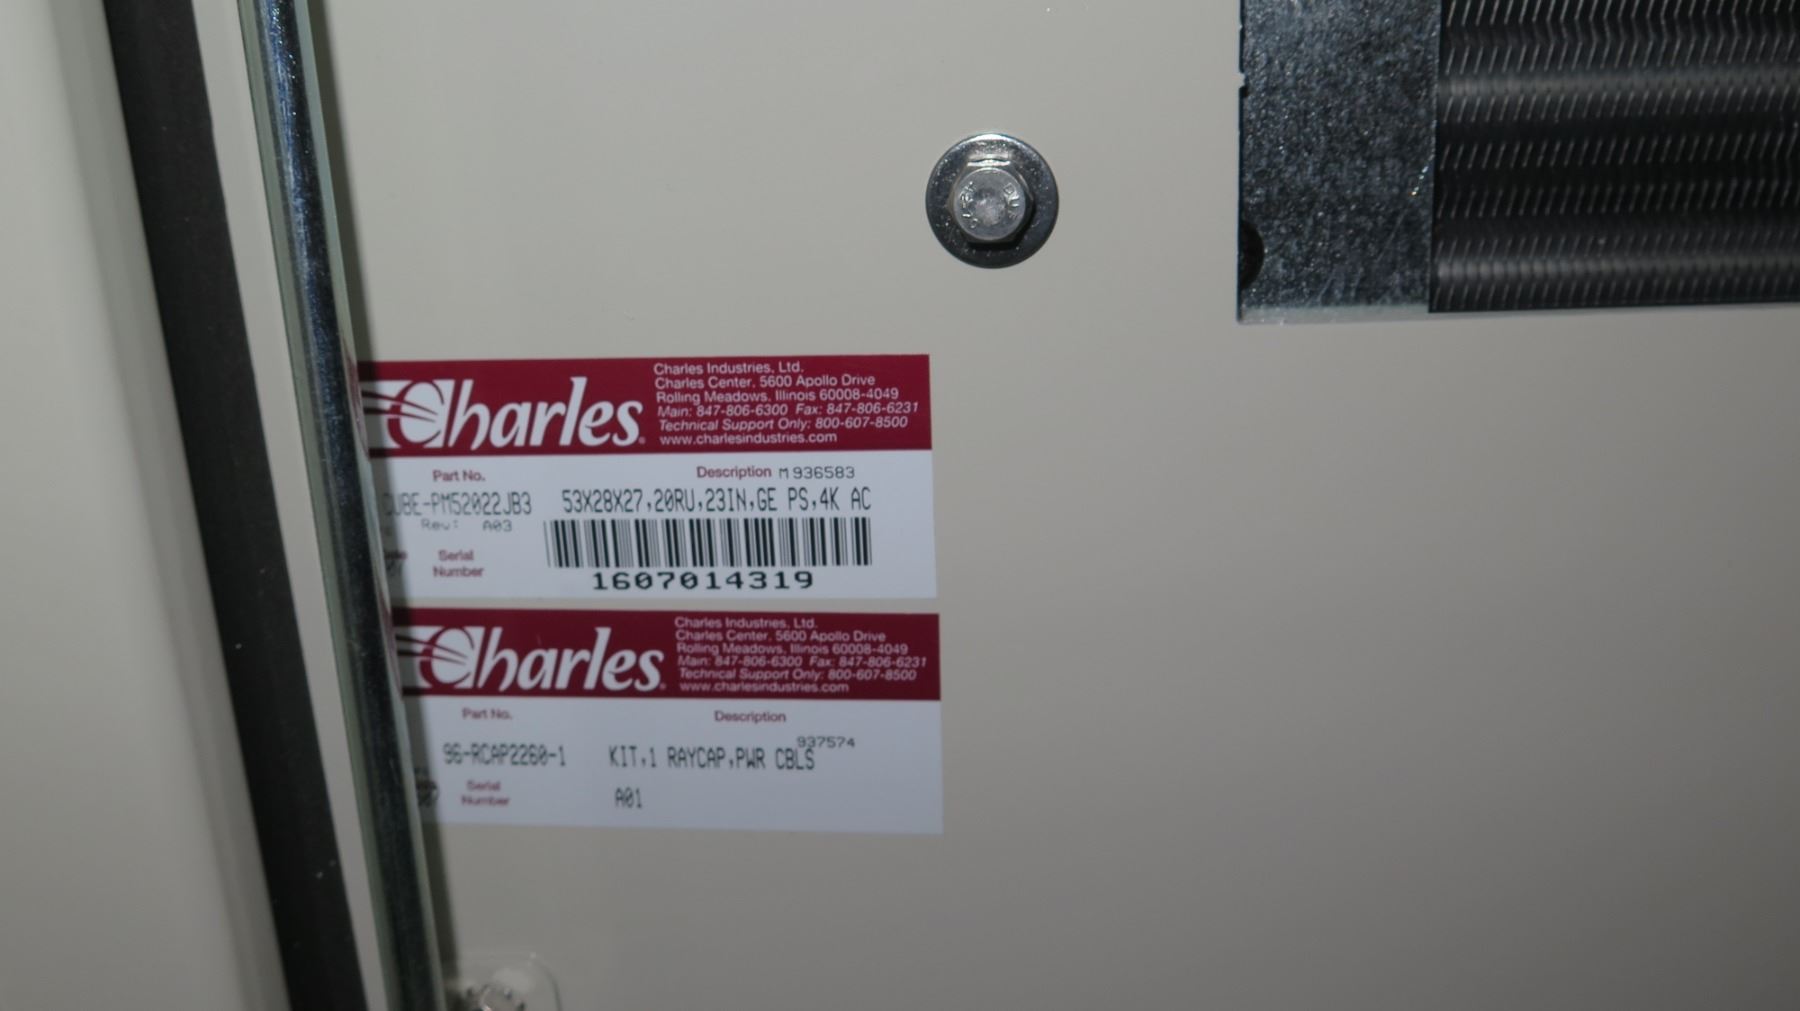 Charles
Charles Industries, Ltd.
Charles Center, 5600 Apollo Drive
Rolling Meadows, Illinois 60008-4049
Main: 847-806-6300 Fax: 847-806-6231
Technical Support Only: 800-607-8500
www.charlesindustries.com
Part No. Description M 936583
CUBE-PM52022JB3 53X28X27,20RU,23IN,GE PS,4K AC
Rev: A03
Serial
Number
1607014319
Charles
Charles Industries, Ltd.
Charles Center, 5600 Apollo Drive
Rolling Meadows, Illinois 60008-4049
Main: 847-806-6300 Fax: 847-806-6231
Technical Support Only: 800-607-8500
www.charlesindustries.com
Part No. Description
937574
96-RCAP2260-1 KIT,1 RAYCAP,PWR CBLS
Serial
Number
A01